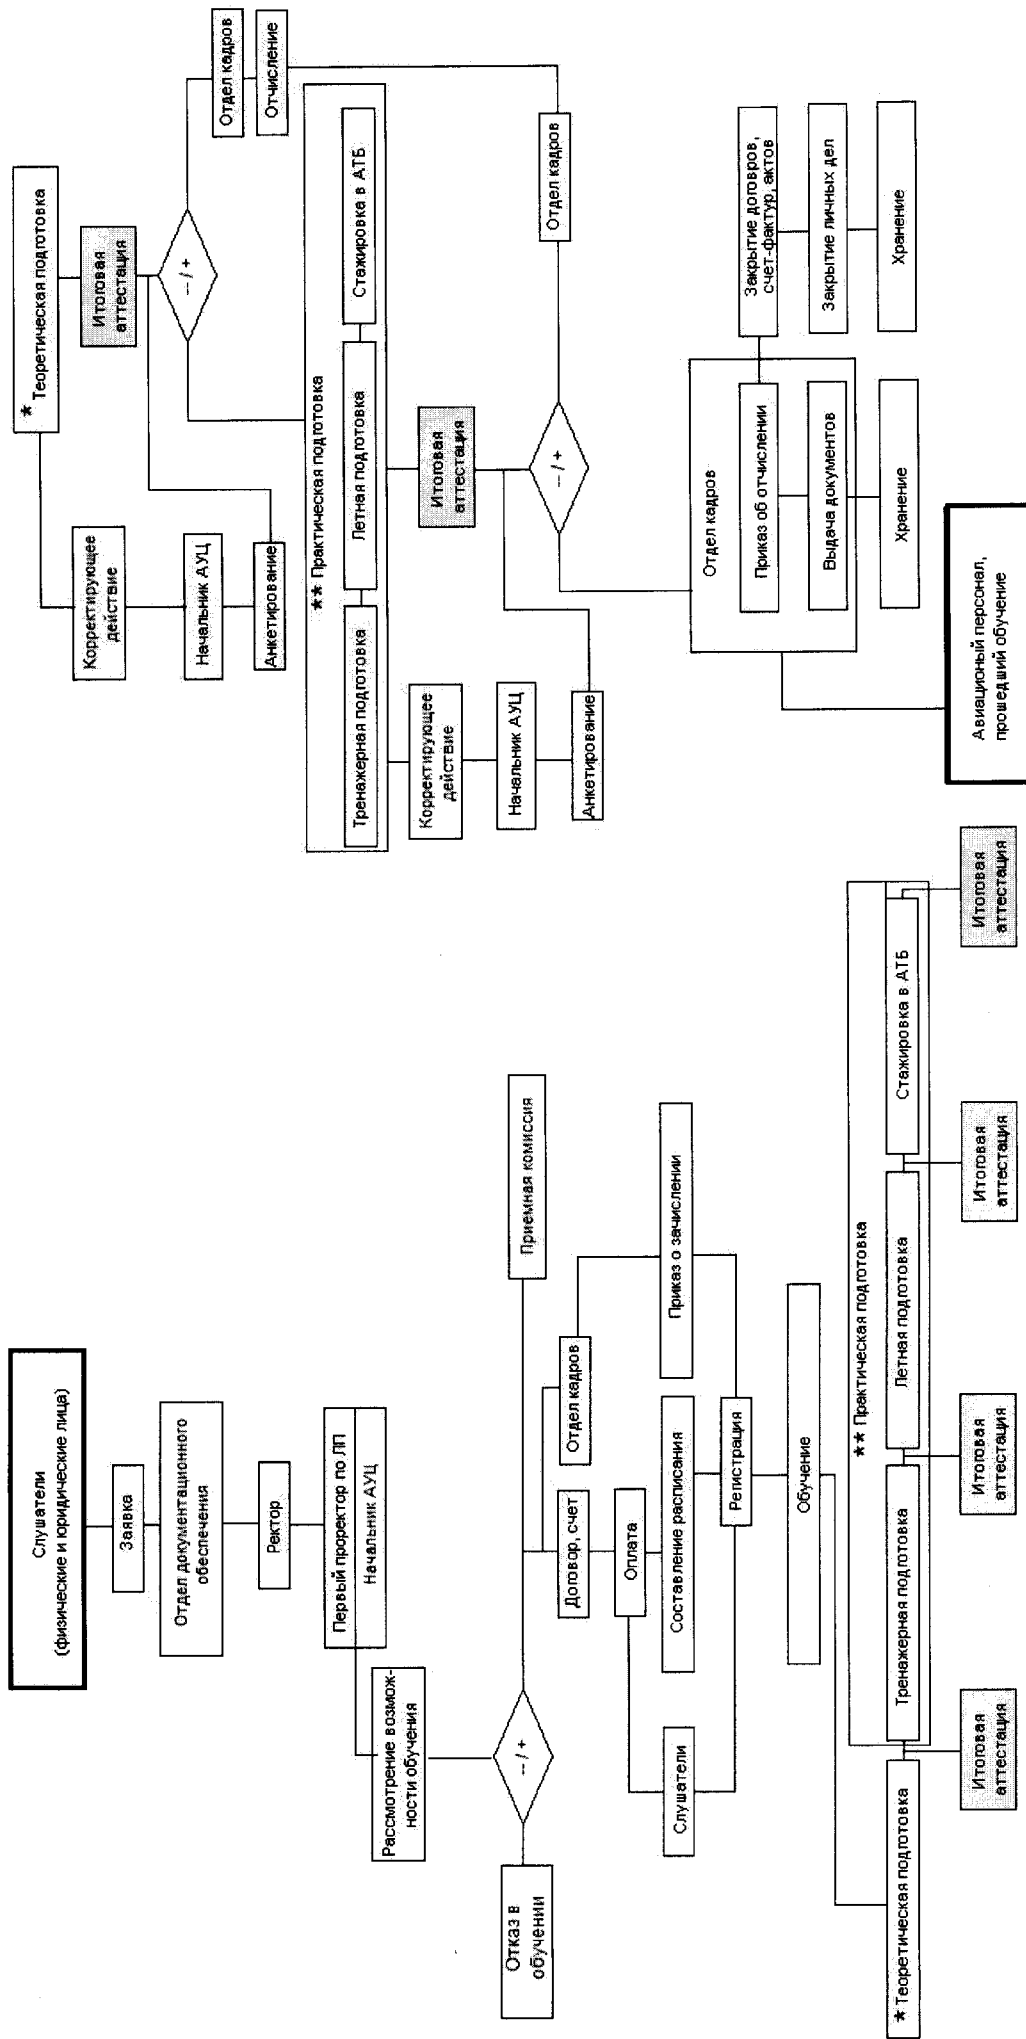 Слушатели
(физические и юридические лица)
Заявка
Отдел документационного
обеспечения
Ректор
Первый проректор по ЛП
Начальник АУЦ
Рассмотрение возмож-
ности обучения
-- / +
Отказ в
обучении
Приемная комиссия
Договор, счет
Отдел кадров
Оплата
Слушатели
Составление расписания
Приказ о зачислении
Регистрация
Обучение
★ Теоретическая подготовка
★★ Практическая подготовка
Тренажерная подготовка
Летная подготовка
Стажировка в АТБ
Итоговая
аттестация
Итоговая
аттестация
Итоговая
аттестация
Итоговая
аттестация
★ Теоретическая подготовка
Итоговая
аттестация
Корректирующее
действие
Начальник АУЦ
Анкетирование
-- / +
Отдел кадров
Отчисление
★★ Практическая подготовка
Тренажерная подготовка
Летная подготовка
Стажировка в АТБ
Корректирующее
действие
Начальник АУЦ
Анкетирование
Итоговая
аттестация
-- / +
Отдел кадров
Отдел кадров
Приказ об отчислении
Выдача документов
Хранение
Закрытие договров,
счет-фактур, актов
Закрытие личных дел
Хранение
Авиационый персонал,
прошедший обучение